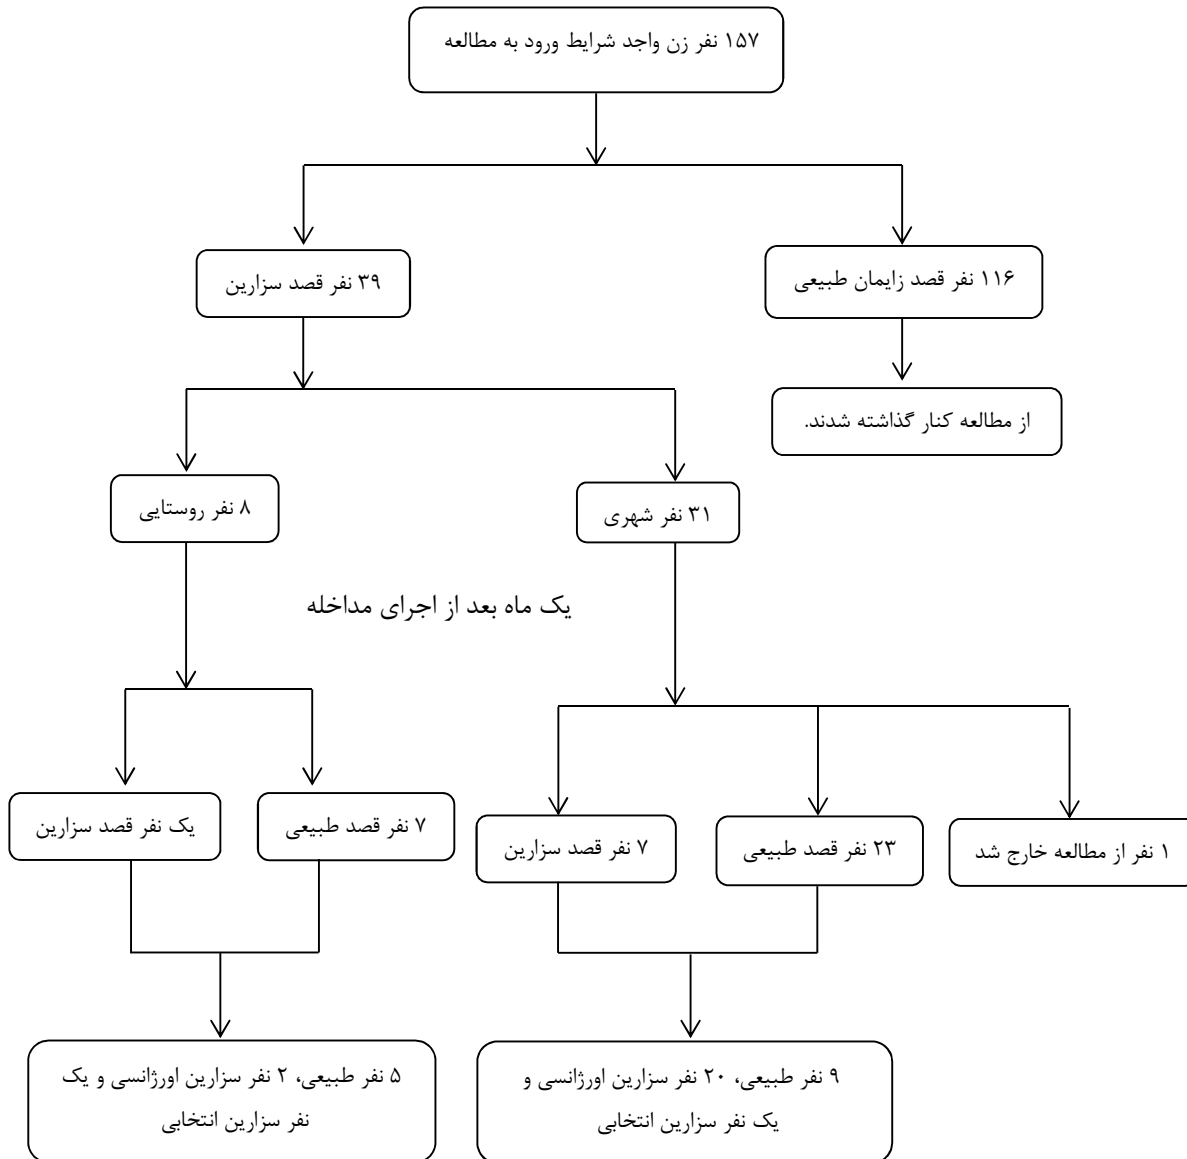 ۱۵۷ نفر زن واجد شرایط ورود به مطالعه
۱۱۶ نفر قصد زایمان طبیعی
۳۹ نفر قصد سزارین
از مطالعه کنار گذاشته شدند.
۳۱ نفر شهری
۸ نفر روستایی
یک ماه بعد از اجرای مداخله
۱ نفر از مطالعه خارج شد
۲۳ نفر قصد طبیعی
۷ نفر قصد سزارین
۷ نفر قصد طبیعی
یک نفر قصد سزارین
۹ نفر طبیعی، ۲۰ نفر سزارین اورژانسی و
یک نفر سزارین انتخابی
۵ نفر طبیعی، ۲ نفر سزارین اورژانسی و یک
نفر سزارین انتخابی